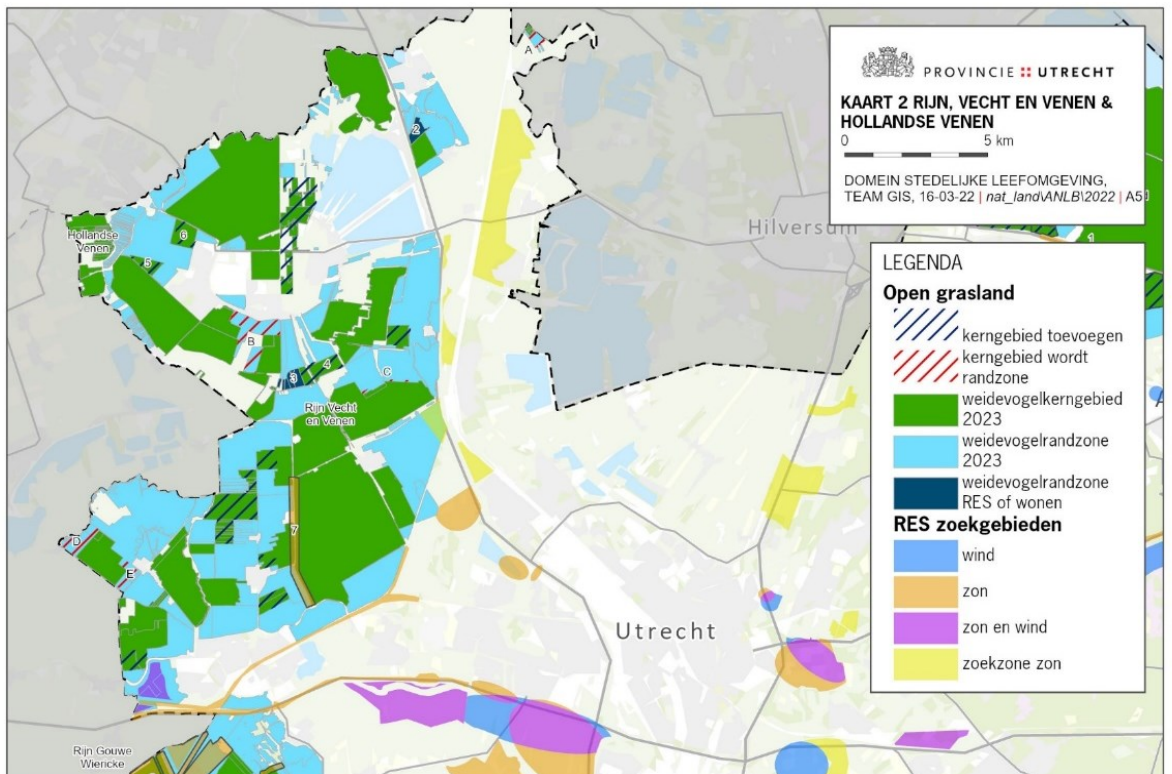 PROVINCIE UTRECHT
KAART 2 RIJN, VECHT EN VENEN &
HOLLANDSE VENEN
0 5 km
DOMEIN STEDELIJKE LEEFOMGEVING,
TEAM GIS, 16-03-22 | nat_land\ANLB\2022 |
LEGENDA
Open grasland
kerngebied toevoegen
kerngebied wordt
randzone
weidevogelkerngebied
2023
weidevogelrandzone
2023
weidevogelrandzone
RES of wonen
RES zoekgebieden
wind
zon
zon en wind
zoekzone zon
A
2
Hilversum
1
6
Hollandse
Venen
5
B
4
3
C
Rijn Vecht
en Venen
7
D
E
Utrecht
Rijn Gouwe
Wiericke